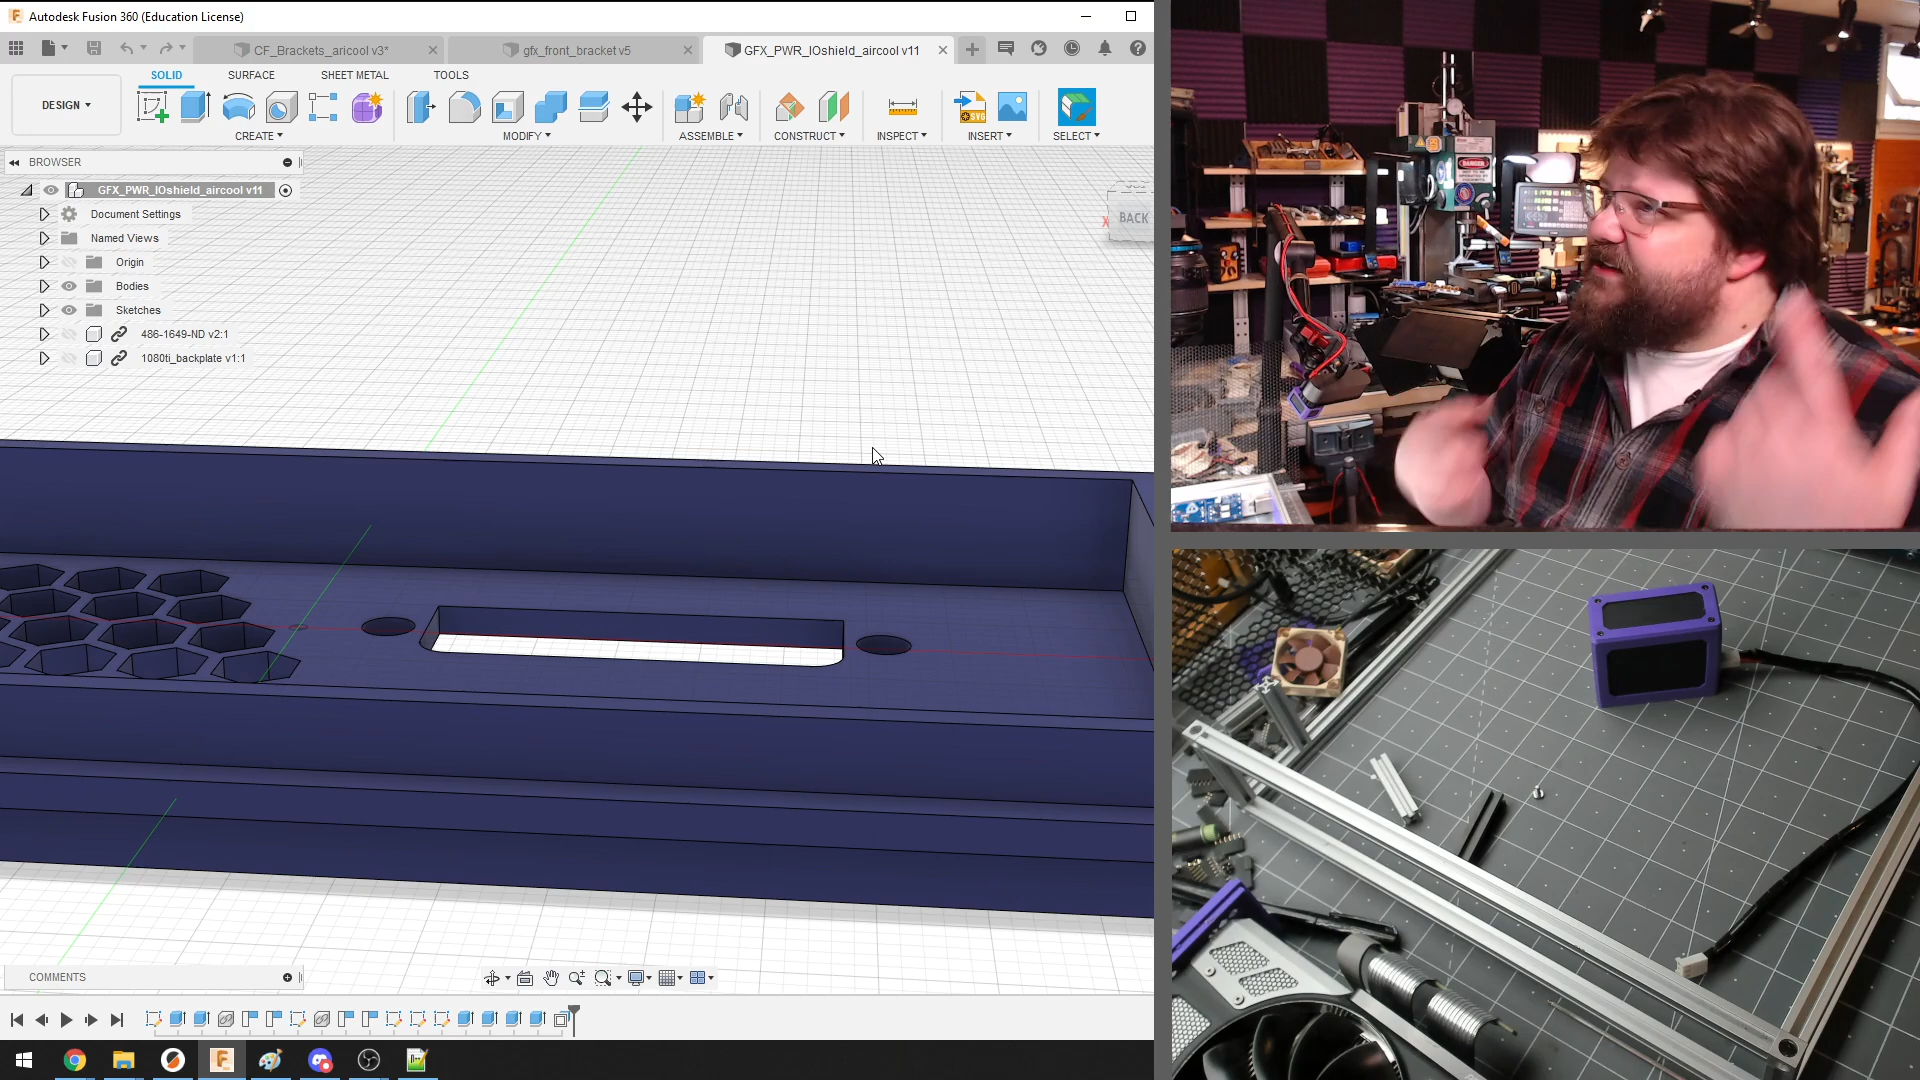 Autodesk Fusion 360 (Education License)
CF_Brackets_aricool v3*
gfx_front_bracket v5
GFX_PWR_IOshield_aircool v11
DESIGN
SOLID
SURFACE
SHEET METAL
TOOLS
CREATE
MODIFY
ASSEMBLE
CONSTRUCT
INSPECT
INSERT
SELECT
BROWSER
GFX_PWR_IOshield_aircool v11
Document Settings
Named Views
Origin
Bodies
Sketches
486-1649-ND v2:1
1080ti_backplate v1:1
X
BACK
DANGER
COMMENTS